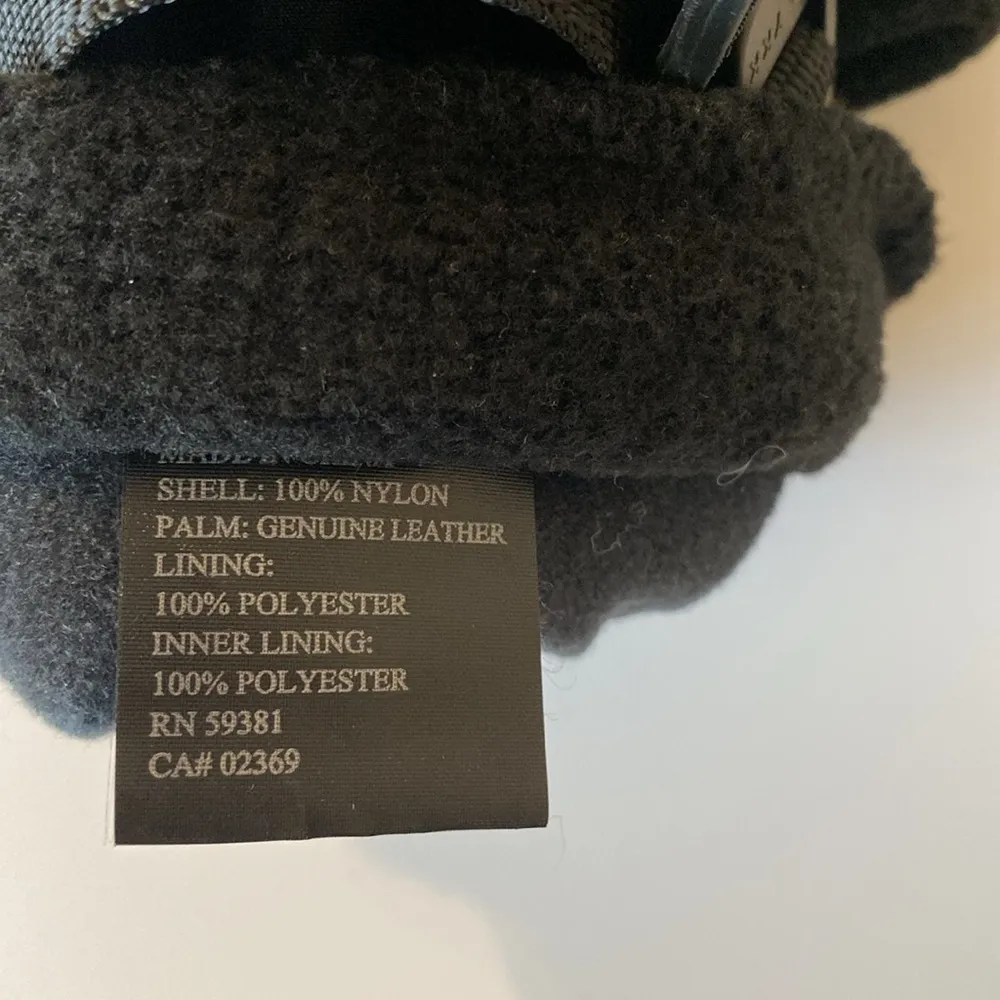 SHELL: 100% NYLON
PALM: GENUINE LEATHER
LINING:
100% POLYESTER
INNER LINING:
100% POLYESTER
RN 59381
CA# 02369